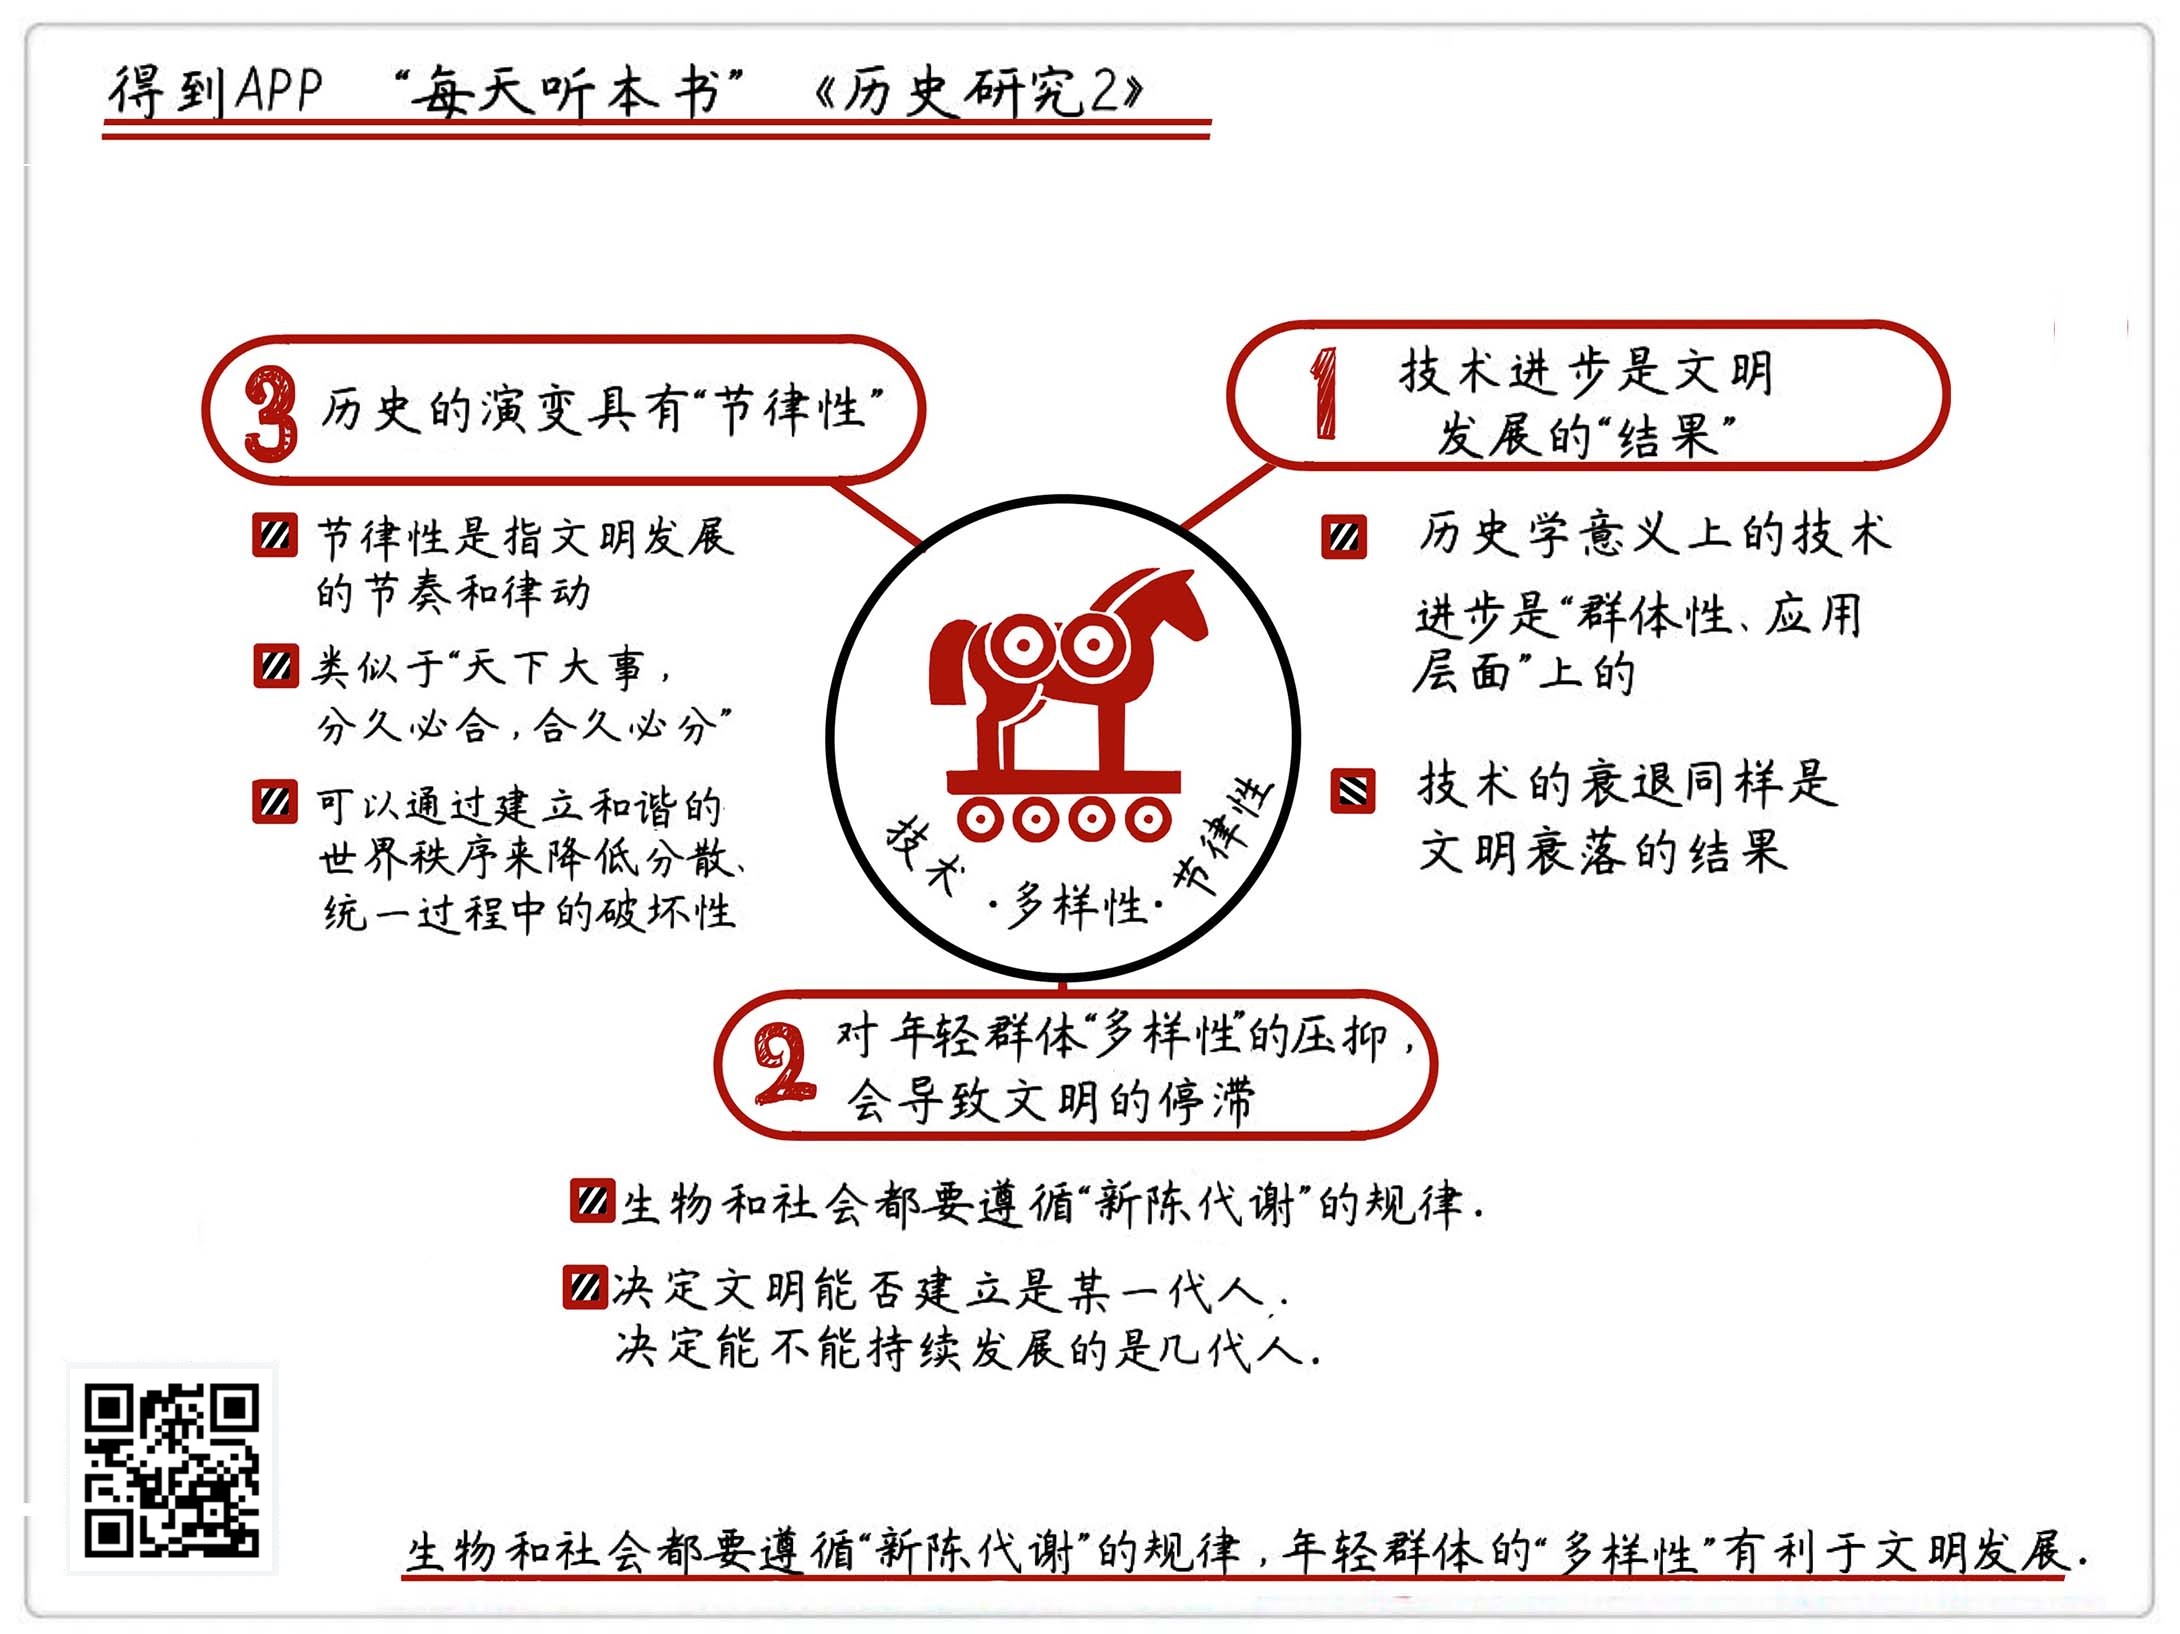 得到APP “每天听本书” 《历史研究2》
1 技术进步是文明
发展的“结果”
历史学意义上的技术
进步是“群体性、应用
层面”上的
技术的衰退同样是
文明衰落的结果
2 对年轻群体“多样性”的压抑，
会导致文明的停滞
生物和社会都要遵循“新陈代谢”的规律.
决定文明能否建立是某一代人.
决定能不能持续发展的是几代人.
3 历史的演变具有“节律性”
节律性是指文明发展
的节奏和律动
类似于“天下大事，
分久必合，合久必分”
可以通过建立和谐的
世界秩序来降低分散、
统一过程中的破坏性
技术·多样性·节律性
生物和社会都要遵循“新陈代谢”的规律，年轻群体的“多样性”有利于文明发展.